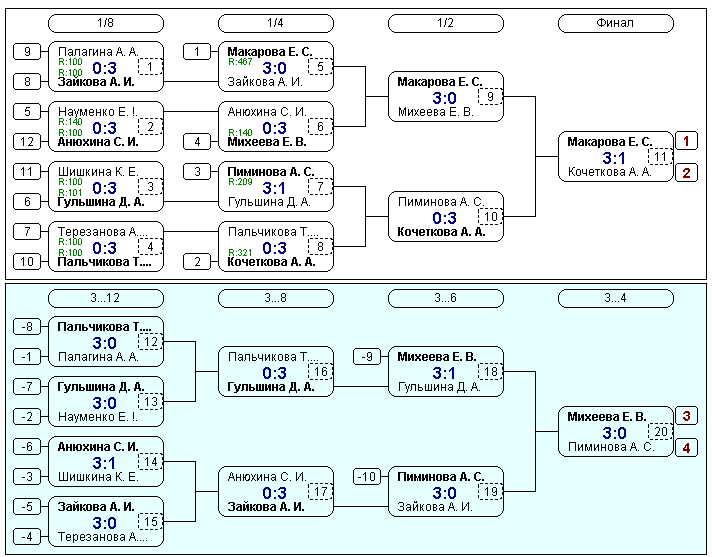 1/8 1/4 1/2 Финал
9 Палагина А. А. 1 Макарова Е. С.
R:100 R:467
R:100 0:3 1 3:0 5
8 Зайкова А. И. Зайкова А. И. Макарова Е. С.
3:0 9
5 Науменко Е. !. Анюхина С. И. Михеева Е. В.
R:140
R:100 0:3 2 R:140 0:3 6
12 Анюхина С. И. 4 Михеева Е. В. Макарова Е. С. 1
3:1 11
11 Шишкина К. Е. 3 Пиминова А. С. Кочеткова А. А. 2
R:100 R:209
R:101 0:3 3 3:1 7
6 Гульшина Д. А. Гульшина Д. А. Пиминова А. С.
0:3 10
7 Терезанова А.... Пальчикова Т.... Кочеткова А. А.
R:100
R:100 0:3 4 R:321 0:3 8
10 Пальчикова Т.... 2 Кочеткова А. А.
3...12 3...8 3...6 3...4
-8 Пальчикова Т....
3:0 12
-1 Палагина А. А. Пальчикова Т.... -9 Михеева Е. В.
0:3 16 3:1 18
-7 Гульшина Д. А. Гульшина Д. А. Гульшина Д. А.
3:0 13
-2 Науменко Е. !. Михеева Е. В. 3
3:0 20
-6 Анюхина С. И. Пиминова А. С. 4
3:1 14
-3 Шишкина К. Е. Анюхина С. И. -10 Пиминова А. С.
0:3 17 3:0 19
-5 Зайкова А. И. Зайкова А. И. Зайкова А. И.
3:0 15
-4 Терезанова А....